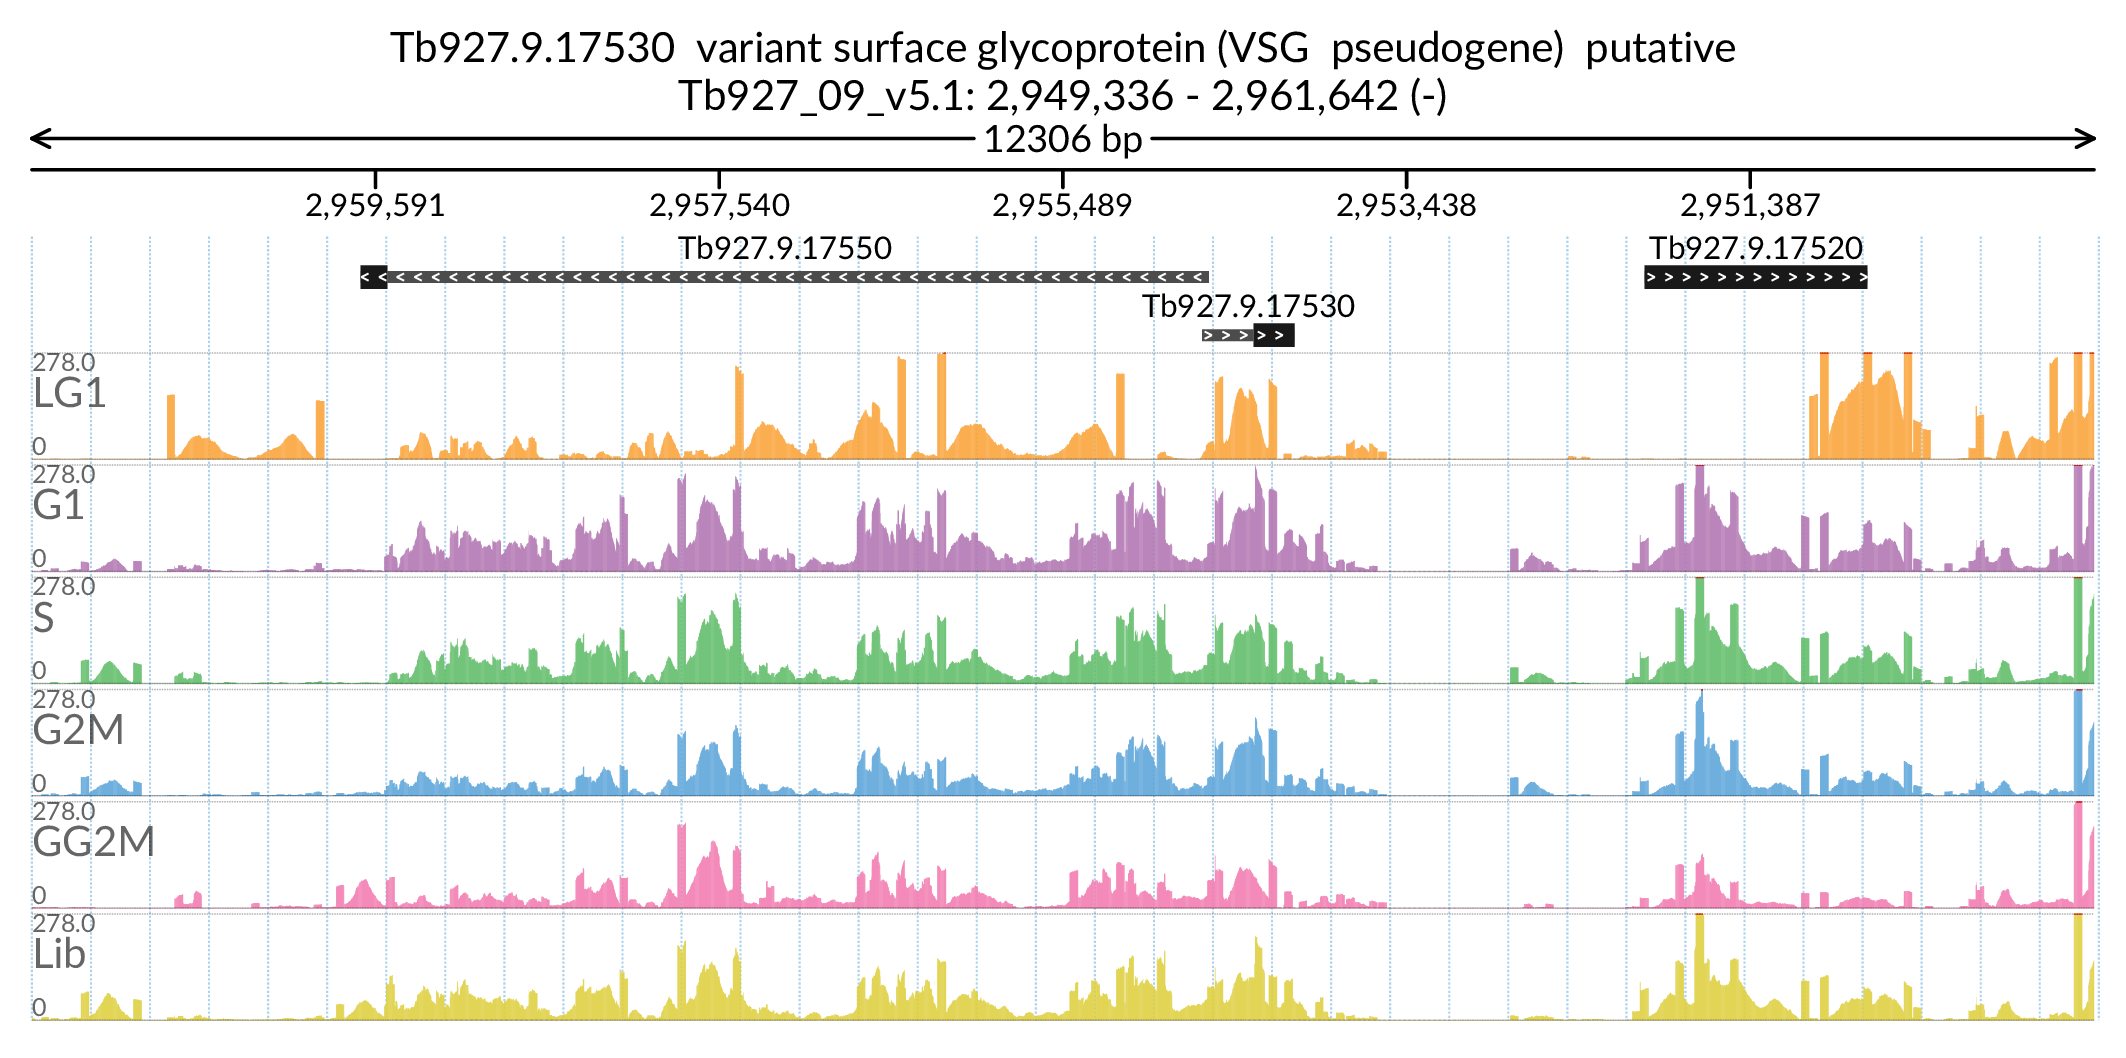 Tb927.9.17530 variant surface glycoprotein (VSG pseudogene) putative
Tb927_09_v5.1: 2,949,336 - 2,961,642 (-)
12306 bp
2,959,591 2,957,540 2,955,489 2,953,438 2,951,387
Tb927.9.17550 Tb927.9.17520
Tb927.9.17530
278.0
LG1
0
278.0
G1
0
278.0
S
0
278.0
G2M
0
278.0
GG2M
0
278.0
Lib
0